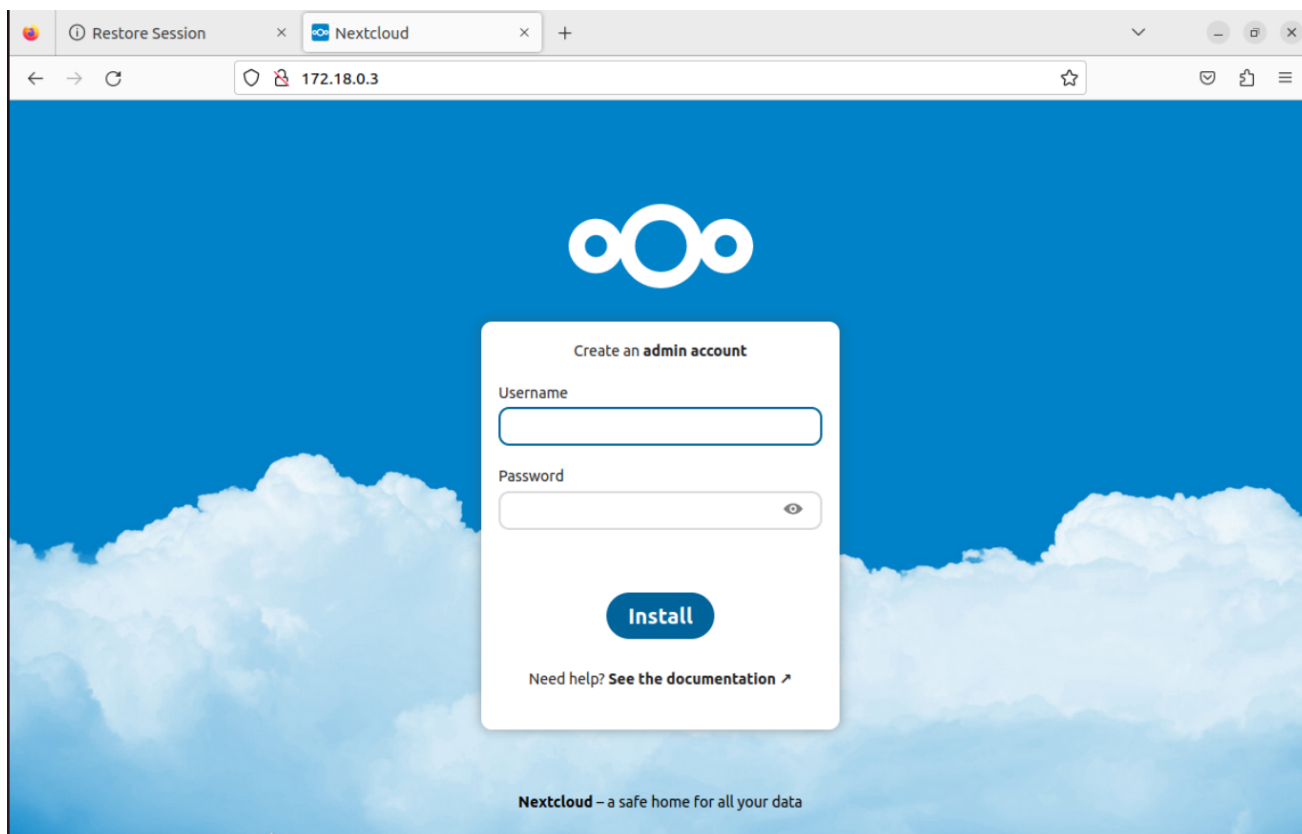 Restore Session
Nextcloud
172.18.0.3
Create an admin account
Username
Password
Install
Need help? See the documentation ↗
Nextcloud – a safe home for all your data